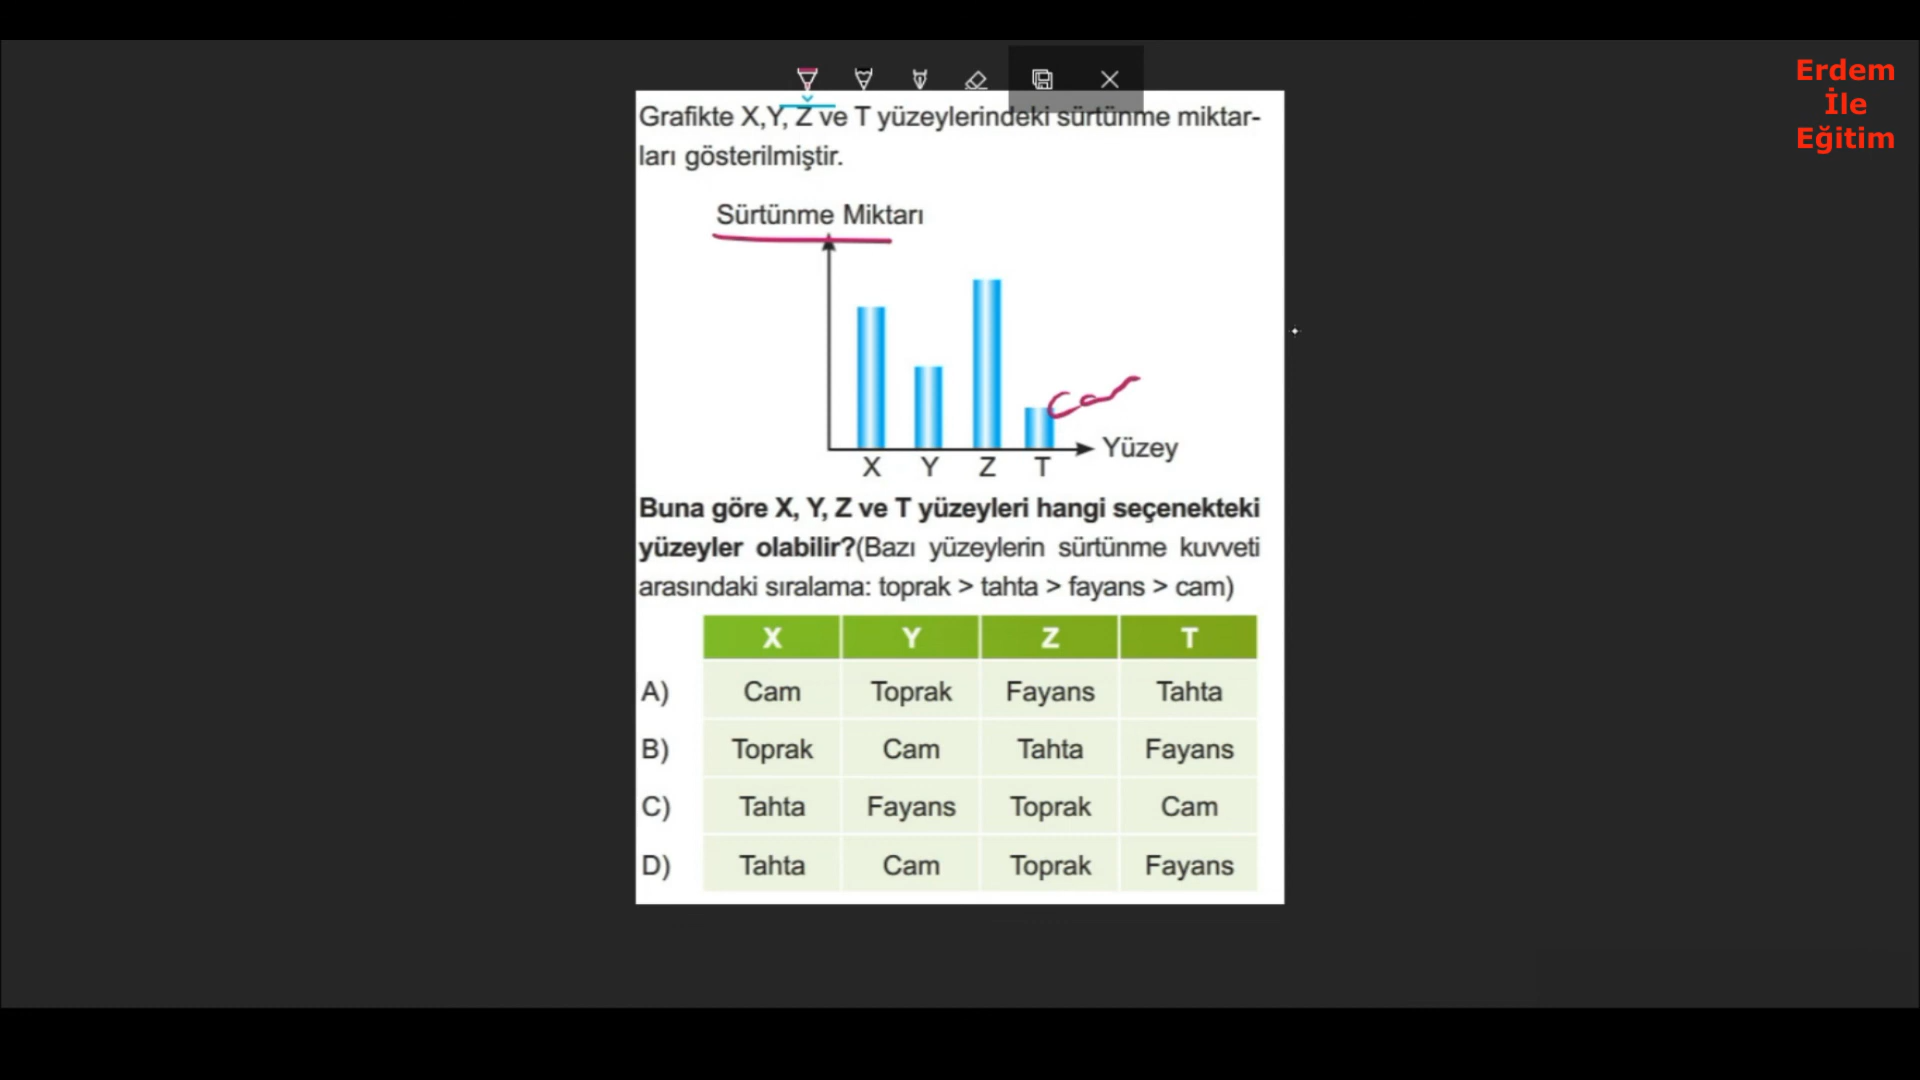 Erdem
İle
Eğitim
Grafikte X,Y, Z ve T yüzeylerindeki sürtünme miktar-
ları gösterilmiştir.
Sürtünme Miktarı
Cam
Yüzey
X Y Z T
Buna göre X, Y, Z ve T yüzeyleri hangi seçenekteki
yüzeyler olabilir?(Bazı yüzeylerin sürtünme kuvveti
arasındaki sıralama: toprak > tahta > fayans > cam)
X Y Z T
A) Cam Toprak Fayans Tahta
B) Toprak Cam Tahta Fayans
C) Tahta Fayans Toprak Cam
D) Tahta Cam Toprak Fayans